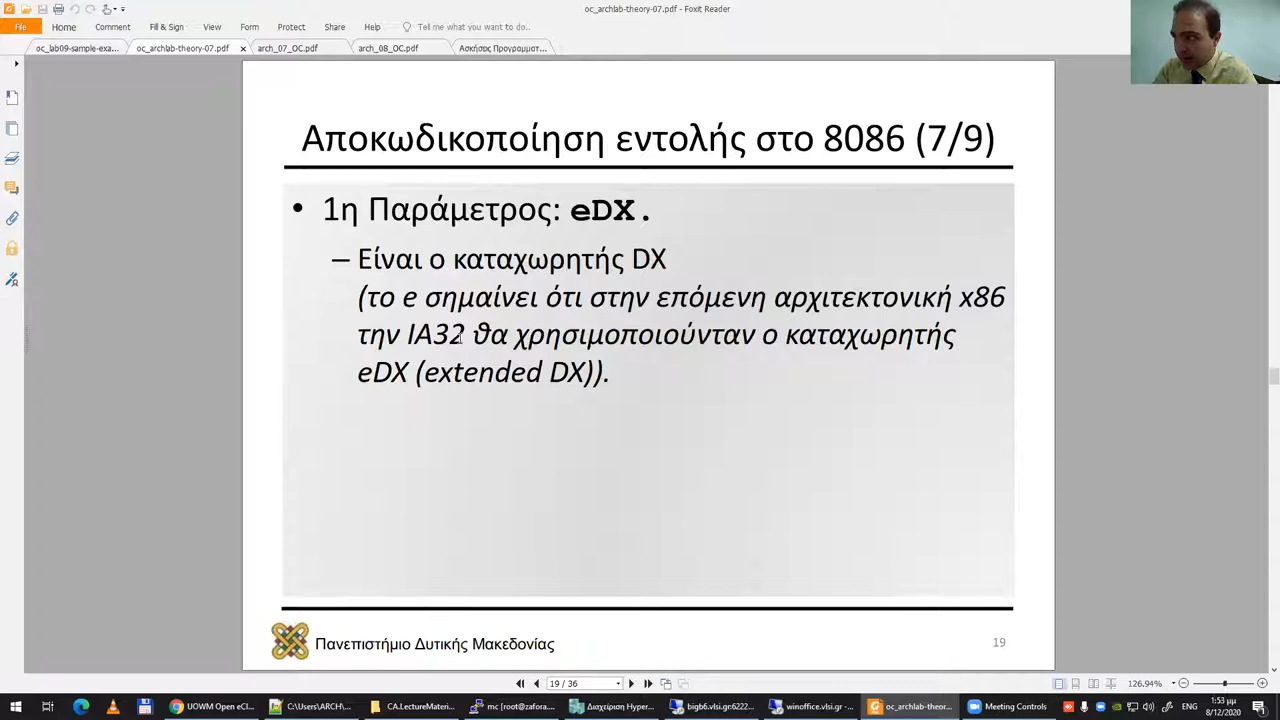 oc_archlab-theory-07.pdf - Foxit Reader
File Home Comment Fill & Sign View Form Protect Share Help Tell me what you want to do..
oc_lab09-sample-exa... oc_archlab-theory-07.pdf arch_07_OC.pdf arch_08_OC.pdf Ασκήσεις Προγραμματ...
Αποκωδικοποίηση εντολής στο 8086 (7/9)
• 1η Παράμετρος: eDX.
– Είναι ο καταχωρητής DX
(το e σημαίνει ότι στην επόμενη αρχιτεκτονική x86
την IA32 θα χρησιμοποιούνταν ο καταχωρητής
eDX (extended DX)).
Πανεπιστήμιο Δυτικής Μακεδονίας
19
19 / 36
126.94%
UOWM Open eCl... C:\Users\ARCH\... CA.LectureMateri... mc [root@zafora.... Διαχείριση Hyper... bigb6.vlsi.gr:6222... winoffice.vlsi.gr -... oc_archlab-theor... Meeting Controls ENG 1:53 μμ
8/12/2020